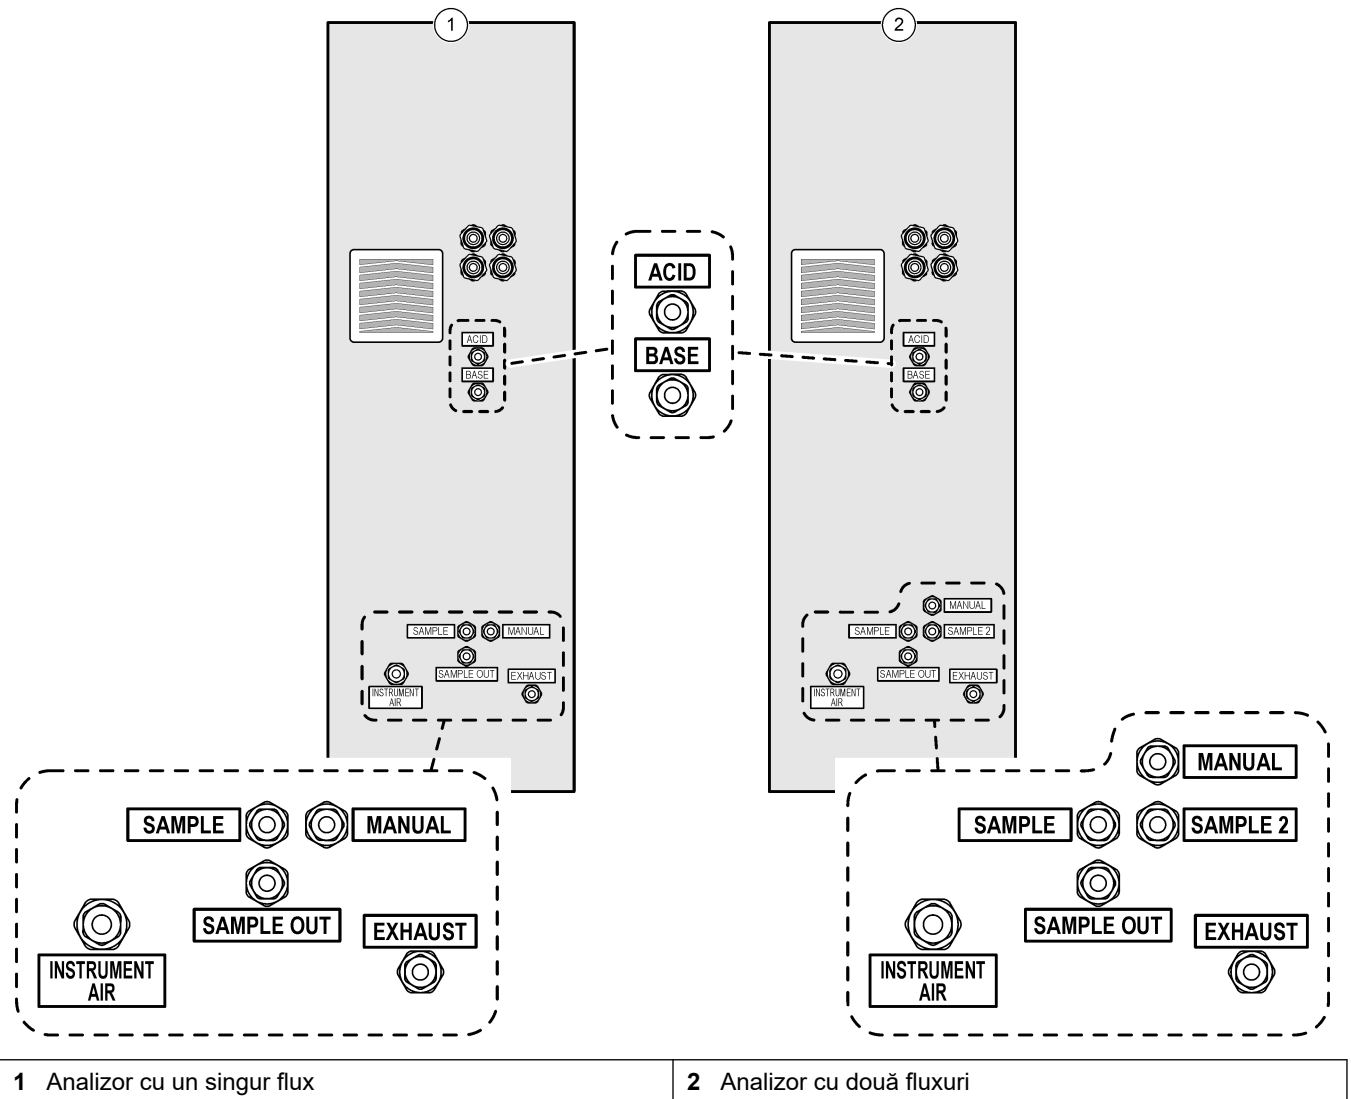 1
2
ACID
BASE
ACID
BASE
ACID
BASE
MANUAL
SAMPLE
MANUAL
SAMPLE
SAMPLE 2
SAMPLE OUT
EXHAUST
SAMPLE OUT
EXHAUST
INSTRUMENT
AIR
INSTRUMENT
AIR
MANUAL
SAMPLE
MANUAL
SAMPLE
SAMPLE 2
SAMPLE OUT
EXHAUST
SAMPLE OUT
EXHAUST
INSTRUMENT
AIR
INSTRUMENT
AIR
1 Analizor cu un singur flux
2 Analizor cu două fluxuri